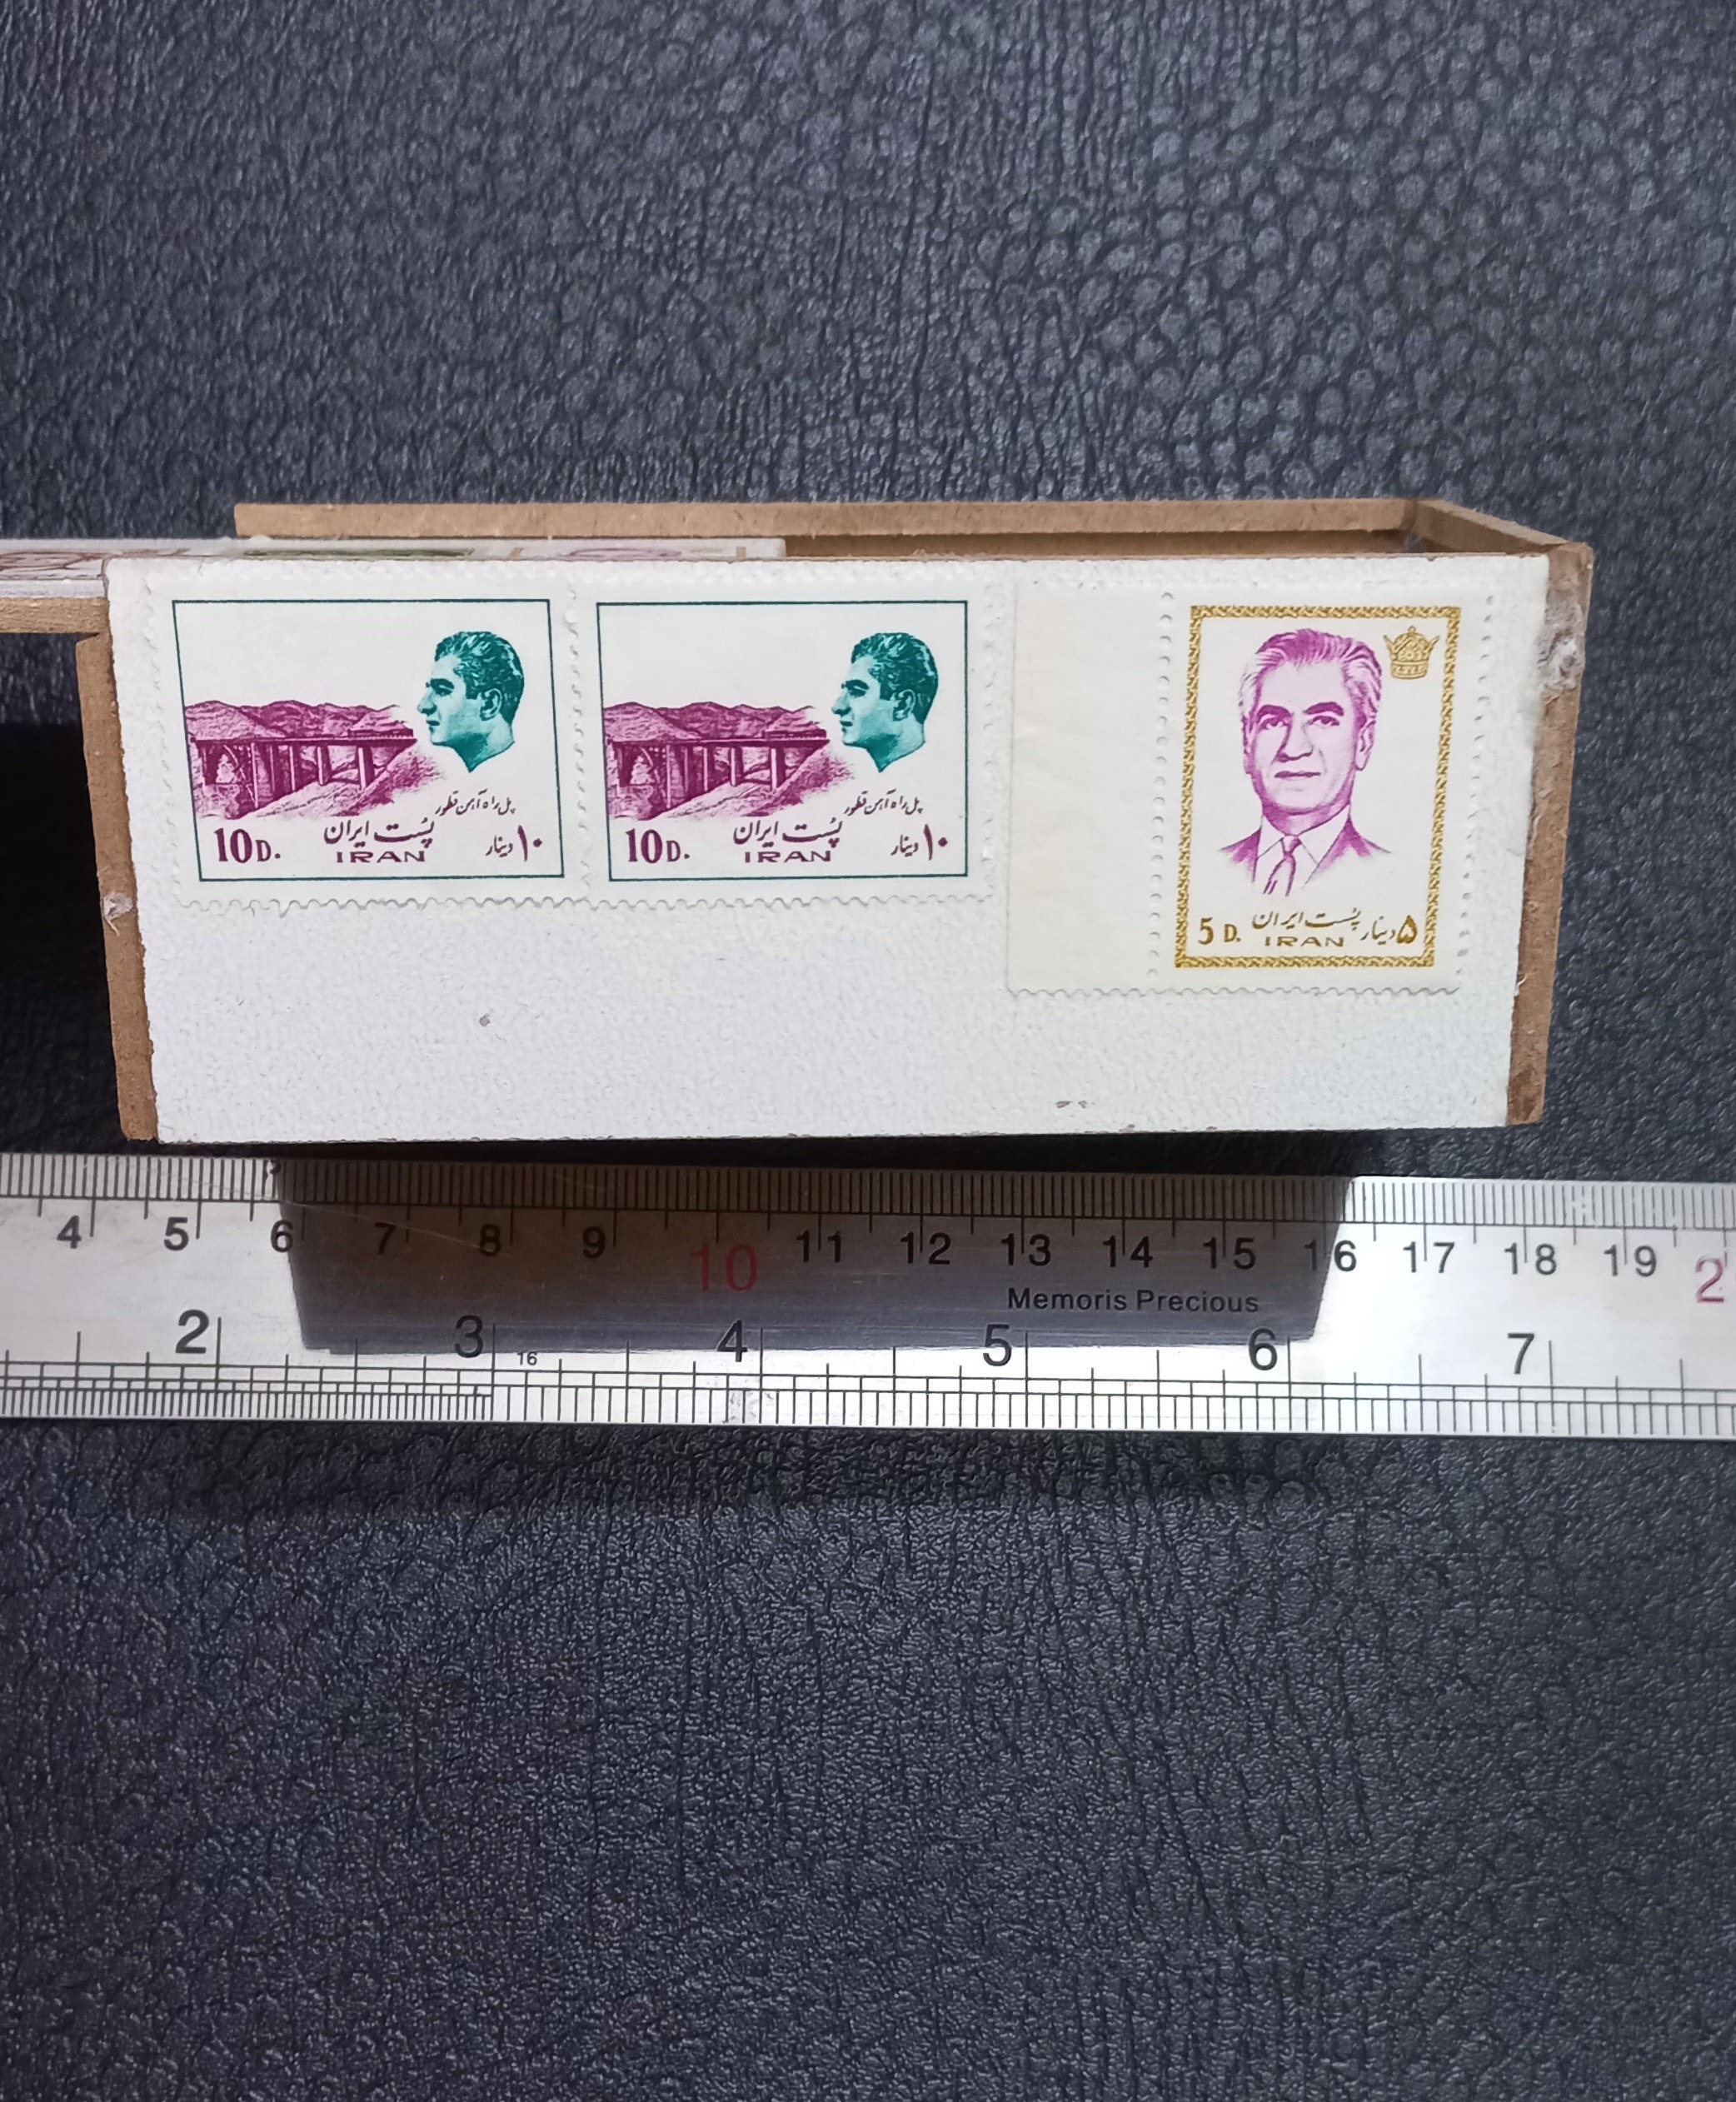 پل راه آهن قطور
پست ایران
10D. IRAN ۱۰ دینار
پل راه آهن قطور
پست ایران
10D. IRAN ۱۰ دینار
پست ایران
5 D. IRAN ۵ دینار
4 5 6 7 8 9 10 11 12 13 14 15 16 17 18 19 2
Memoris Precious
2 3 4 5 6 7
16